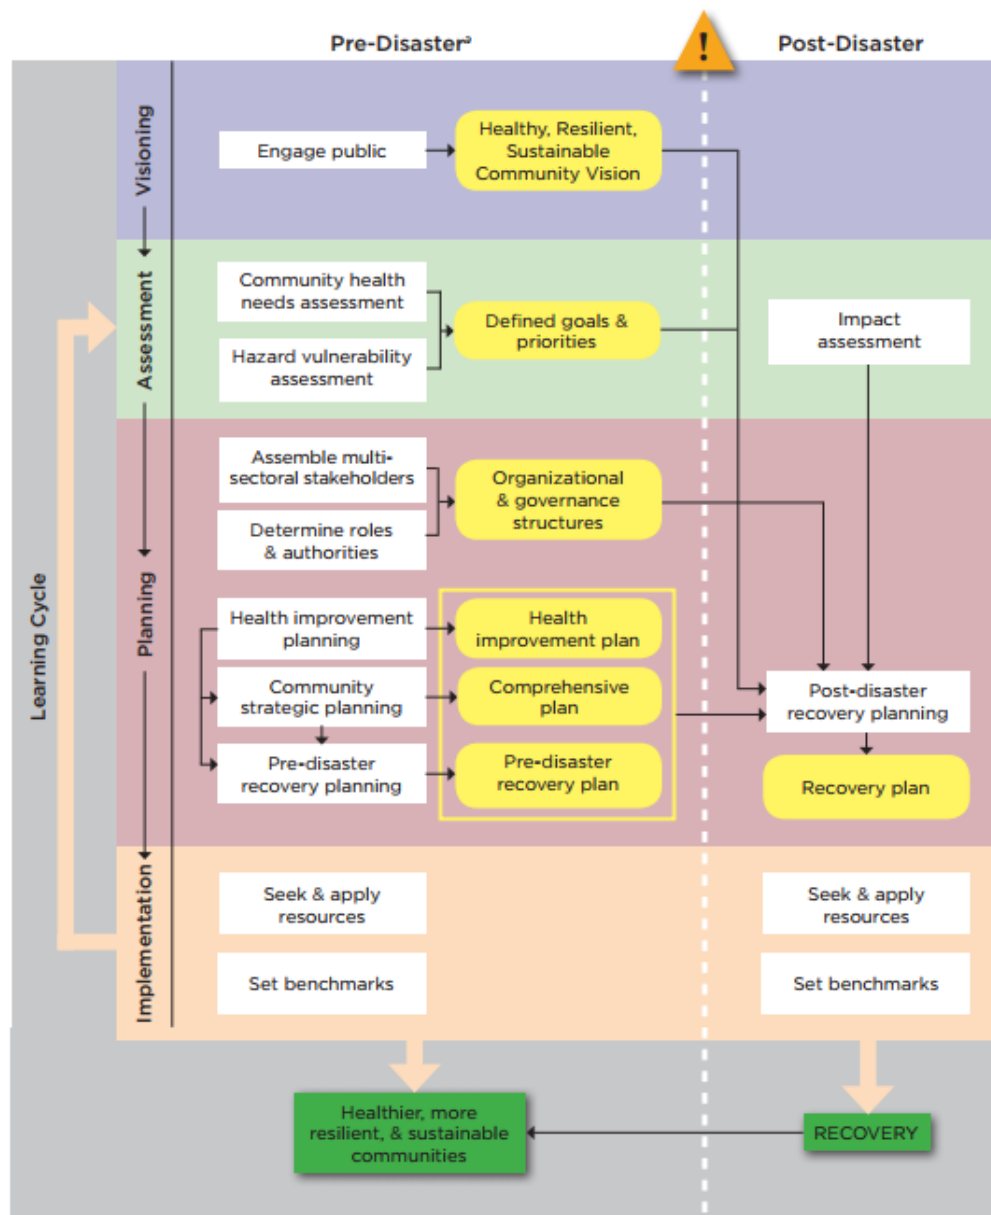 Pre-Disasterᵃ
!
Post-Disaster
Visioning
Engage public
Healthy, Resilient,
Sustainable
Community Vision
Assessment
Community health
needs assessment
Hazard vulnerability
assessment
Defined goals &
priorities
Impact
assessment
Planning
Assemble multi-
sectoral stakeholders
Determine roles
& authorities
Organizational
& governance
structures
Health improvement
planning
Health
improvement plan
Community
strategic planning
Comprehensive
plan
Pre-disaster
recovery planning
Pre-disaster
recovery plan
Post-disaster
recovery planning
Recovery plan
Learning Cycle
Implementation
Seek & apply
resources
Set benchmarks
Seek & apply
resources
Set benchmarks
Healthier, more
resilient, & sustainable
communities
RECOVERY